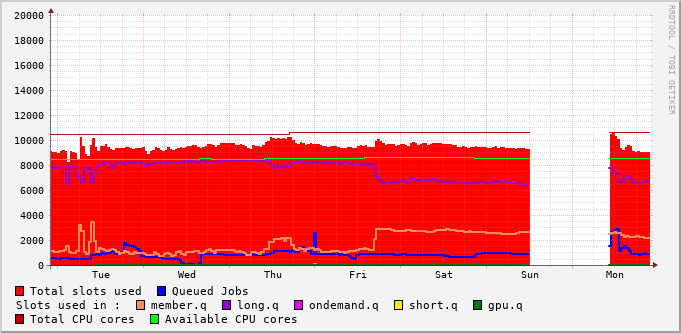 20000
18000
16000
14000
12000
10000
8000
6000
4000
2000
0
Tue Wed Thu Fri Sat Sun Mon
Total slots used Queued Jobs
Slots used in : member.q long.q ondemand.q short.q gpu.q
Total CPU cores Available CPU cores
RRDTOOL / TOBI OETIKER